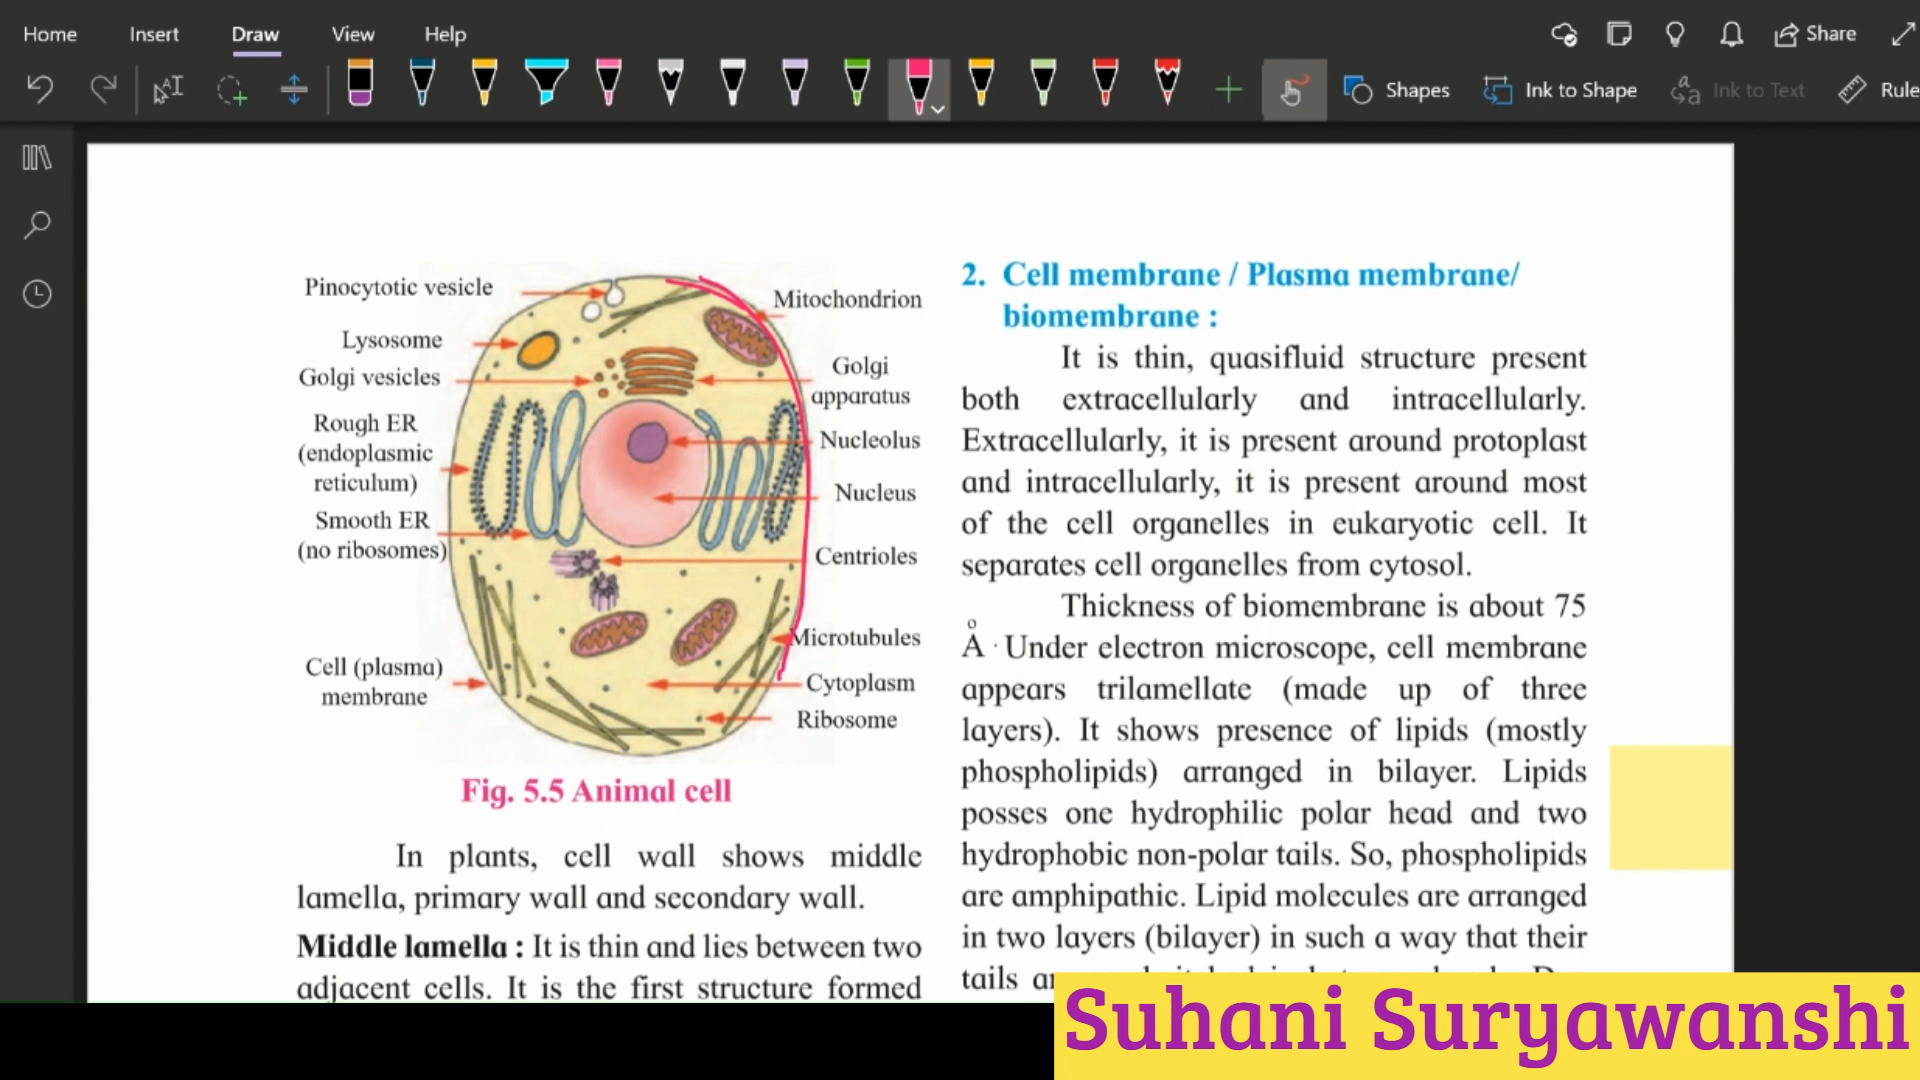 Home Insert Draw View Help
Share
Shapes Ink to Shape Ink to Text Rule
Pinocytotic vesicle
Lysosome
Golgi vesicles
Rough ER
(endoplasmic
reticulum)
Smooth ER
(no ribosomes)
Cell (plasma)
membrane
Mitochondrion
Golgi
apparatus
Nucleolus
Nucleus
Centrioles
Microtubules
Cytoplasm
Ribosome
Fig. 5.5 Animal cell
In plants, cell wall shows middle
lamella, primary wall and secondary wall.
Middle lamella : It is thin and lies between two
adjacent cells. It is the first structure formed
2. Cell membrane / Plasma membrane/
biomembrane :
It is thin, quasifluid structure present
both extracellularly and intracellularly.
Extracellularly, it is present around protoplast
and intracellularly, it is present around most
of the cell organelles in eukaryotic cell. It
separates cell organelles from cytosol.
Thickness of biomembrane is about 75
Å · Under electron microscope, cell membrane
appears trilamellate (made up of three
layers). It shows presence of lipids (mostly
phospholipids) arranged in bilayer. Lipids
posses one hydrophilic polar head and two
hydrophobic non-polar tails. So, phospholipids
are amphipathic. Lipid molecules are arranged
in two layers (bilayer) in such a way that their
tails
Suhani Suryawanshi